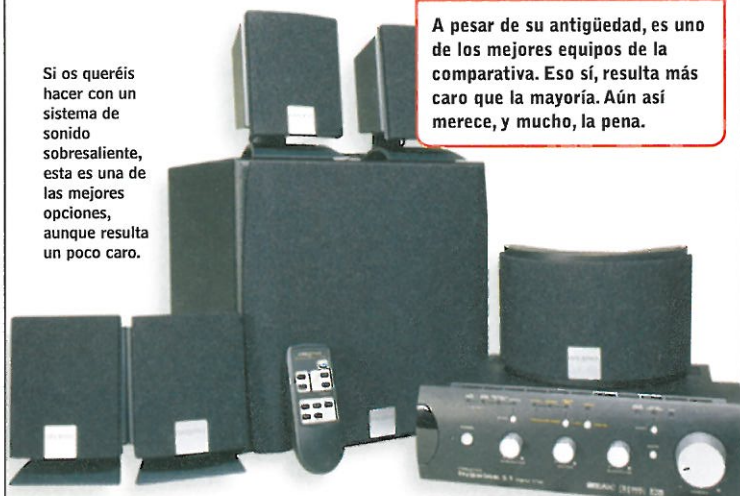 Si os queréis
hacer con un
sistema de
sonido
sobresaliente,
esta es una de
las mejores
opciones,
aunque resulta
un poco caro.
A pesar de su antigüedad, es uno
de los mejores equipos de la
comparativa. Eso sí, resulta más
caro que la mayoría. Aún así
merece, y mucho, la pena.